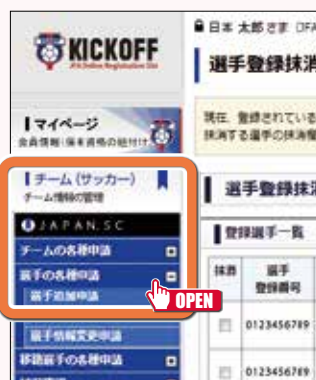 日本 太郎さま (JFA
KICKOFF
JFA Online Registration Site
選手登録抹消
マイページ
会員情報・保有資格の紐付け
現在、登録されている
抹消する選手の抹消欄
チーム(サッカー)
チーム情報の管理
JAPAN.SC
チームの各種申請
選手の各種申請
選手追加申請
OPEN
選手情報変更申請
移籍選手の各種申請
選手登録抹消
登録選手一覧
抹消
選手
登録番号
0123456789
0123456789